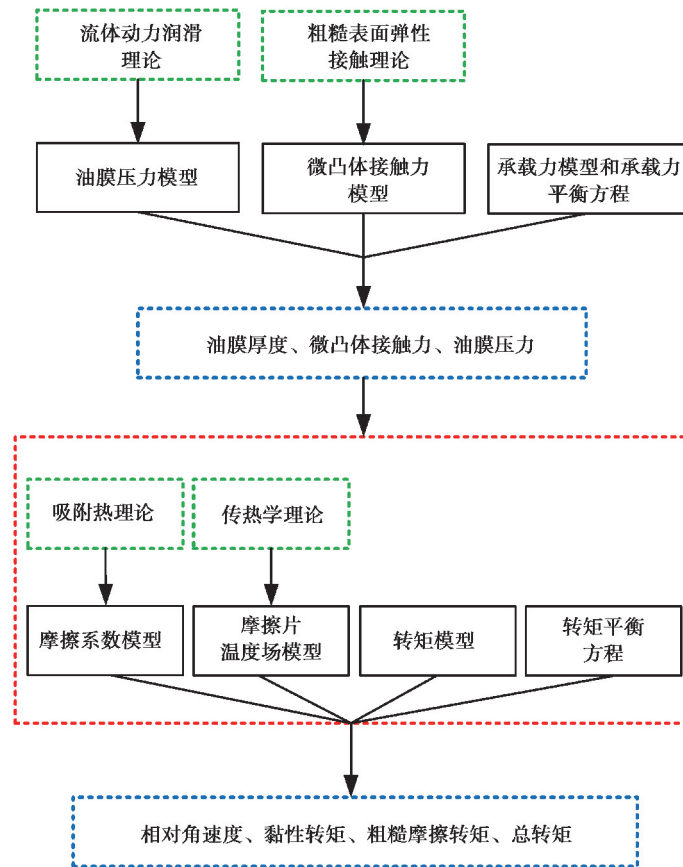 流体动力润滑
理论
粗糙表面弹性
接触理论
油膜压力模型
微凸体接触力
模型
承载力模型和承载力
平衡方程
油膜厚度、微凸体接触力、油膜压力
吸附热理论
传热学理论
摩擦系数模型
摩擦片
温度场模型
转矩模型
转矩平衡
方程
相对角速度、黏性转矩、粗糙摩擦转矩、总转矩